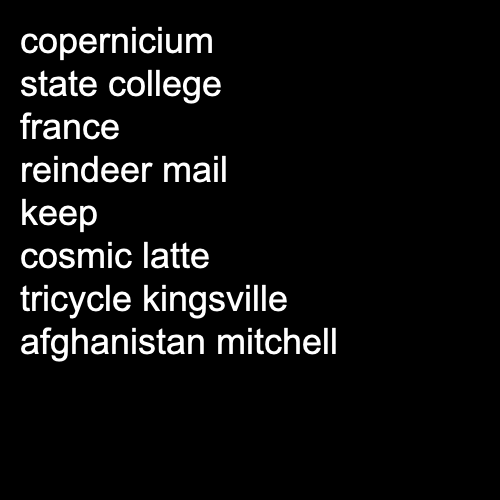 copernicium
state college
france
reindeer mail
keep
cosmic latte
tricycle kingsville
afghanistan mitchell